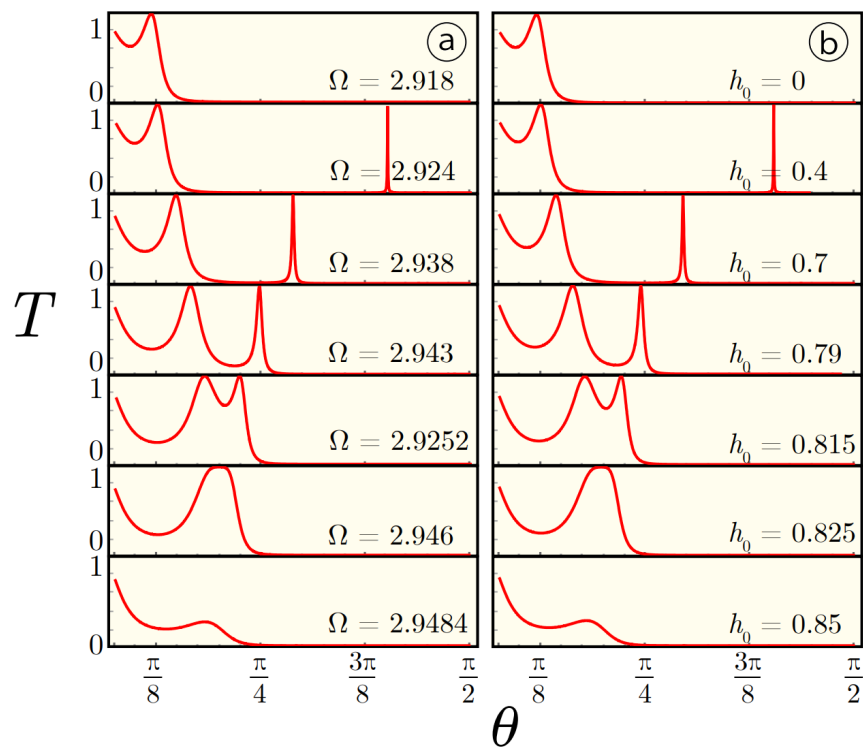 a
b
1
0
Ω = 2.918
h₀ = 0
1
0
Ω = 2.924
h₀ = 0.4
1
0
Ω = 2.938
h₀ = 0.7
T
1
0
Ω = 2.943
h₀ = 0.79
1
0
Ω = 2.9252
h₀ = 0.815
1
0
Ω = 2.946
h₀ = 0.825
1
0
Ω = 2.9484
h₀ = 0.85
π/8 π/4 3π/8 π/2
π/8 π/4 3π/8 π/2
θ